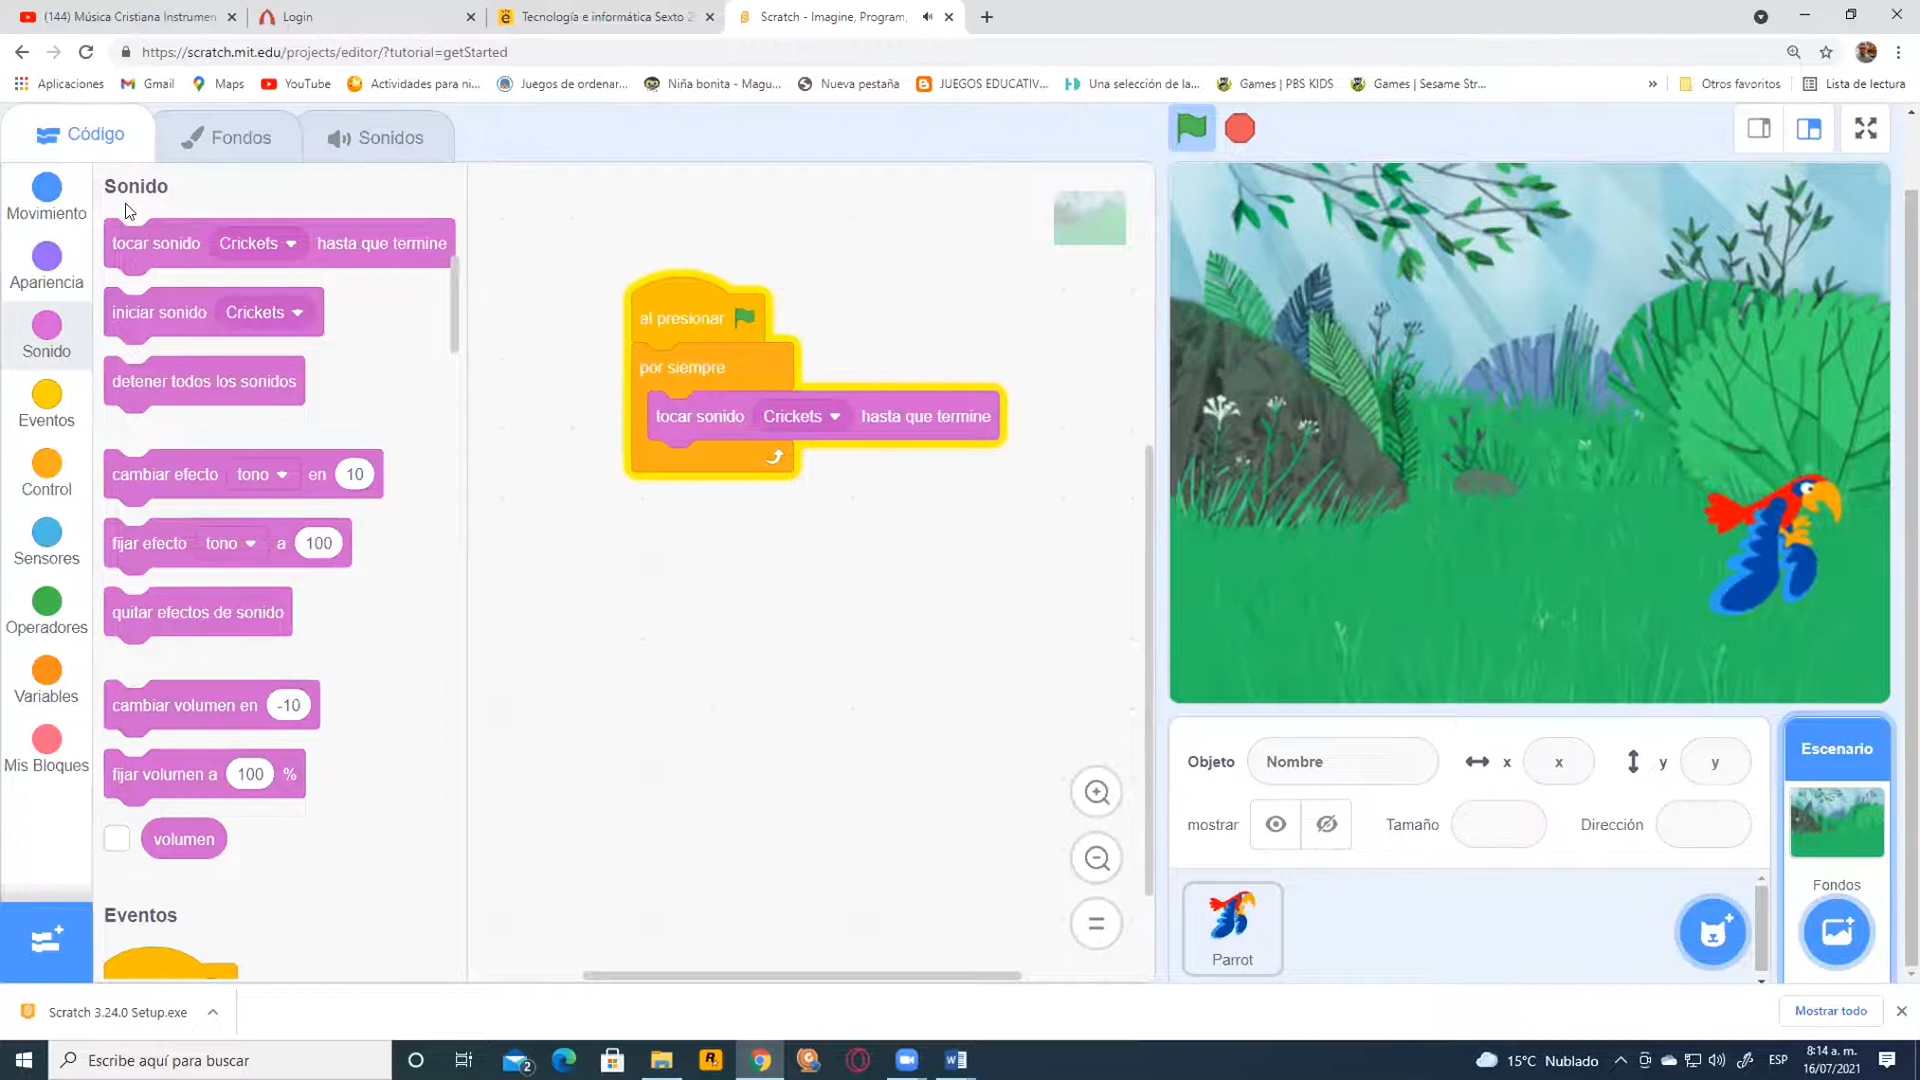 (144) Música Cristiana Instrumen
Login
Tecnología e informática Sexto 2
Scratch - Imagine, Program,
https://scratch.mit.edu/projects/editor/?tutorial=getStarted
Aplicaciones
Gmail
Maps
YouTube
Actividades para ni...
Juegos de ordenar...
Niña bonita - Magu...
Nueva pestaña
JUEGOS EDUCATIV...
Una selección de la...
Games | PBS KIDS
Games | Sesame Str...
»
Otros favoritos
Lista de lectura
Código
Fondos
Sonidos
Movimiento
Apariencia
Sonido
Eventos
Control
Sensores
Operadores
Variables
Mis Bloques
Sonido
tocar sonido Crickets hasta que termine
iniciar sonido Crickets
detener todos los sonidos
cambiar efecto tono en 10
fijar efecto tono a 100
quitar efectos de sonido
cambiar volumen en -10
fijar volumen a 100 %
volumen
Eventos
al presionar
por siempre
tocar sonido Crickets hasta que termine
Objeto Nombre x x y y
mostrar Tamaño Dirección
Parrot
Escenario
Fondos
Scratch 3.24.0 Setup.exe
Mostrar todo
Escribe aquí para buscar
2
15°C Nublado
ESP
8:14 a. m.
16/07/2021